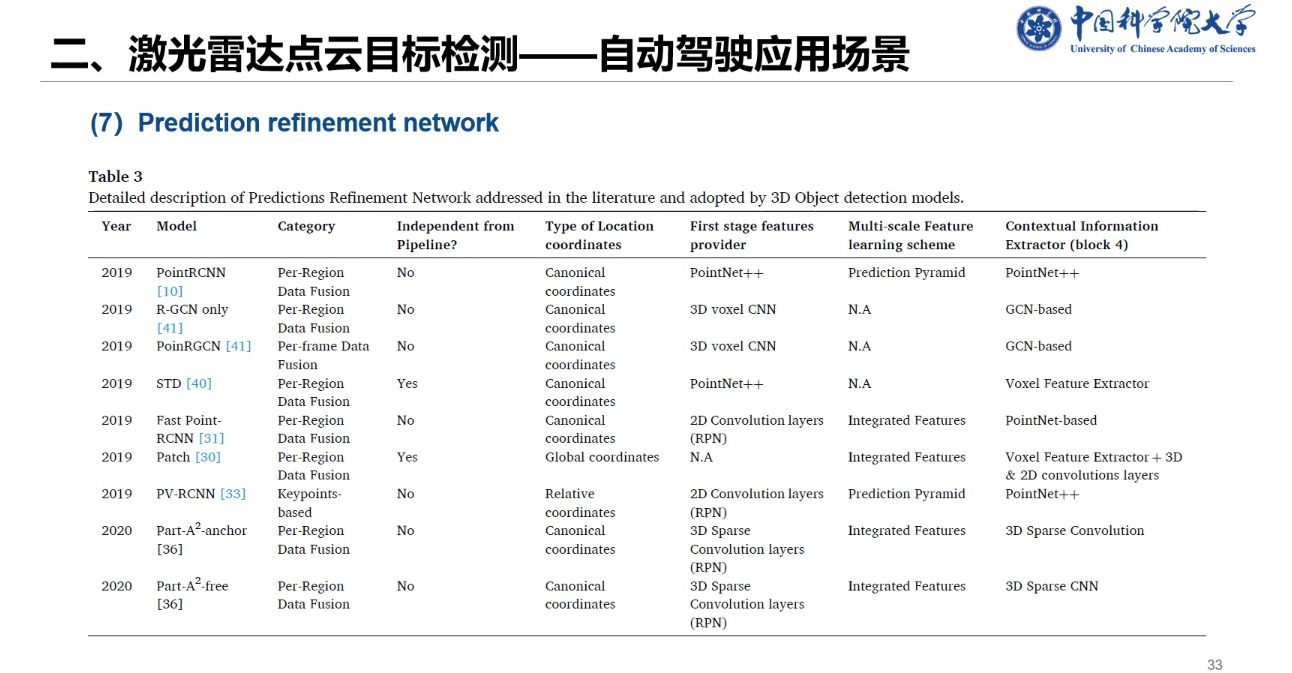 二、激光雷达点云目标检测——自动驾驶应用场景
中国科学院大学
University of Chinese Academy of Sciences
(7) Prediction refinement network
Table 3
Detailed description of Predictions Refinement Network addressed in the literature and adopted by 3D Object detection models.
Year Model Category Independent from Type of Location First stage features Multi-scale Feature Contextual Information
Pipeline? coordinates provider learning scheme Extractor (block 4)
2019 PointRCNN Per-Region No Canonical PointNet++ Prediction Pyramid PointNet++
[10] Data Fusion coordinates
2019 R-GCN only Per-Region No Canonical 3D voxel CNN N.A GCN-based
[41] Data Fusion coordinates
2019 PoinRGCN [41] Per-frame Data No Canonical 3D voxel CNN N.A GCN-based
Fusion coordinates
2019 STD [40] Per-Region Yes Canonical PointNet++ N.A Voxel Feature Extractor
Data Fusion coordinates
2019 Fast Point- Per-Region No Canonical 2D Convolution layers Integrated Features PointNet-based
RCNN [31] Data Fusion coordinates (RPN)
2019 Patch [30] Per-Region Yes Global coordinates N.A Integrated Features Voxel Feature Extractor + 3D
Data Fusion & 2D convolutions layers
2019 PV-RCNN [33] Keypoints- No Relative 2D Convolution layers Prediction Pyramid PointNet++
based coordinates (RPN)
2020 Part-A²-anchor Per-Region No Canonical 3D Sparse Integrated Features 3D Sparse Convolution
[36] Data Fusion coordinates Convolution layers
(RPN)
2020 Part-A²-free Per-Region No Canonical 3D Sparse Integrated Features 3D Sparse CNN
[36] Data Fusion coordinates Convolution layers
(RPN)
33